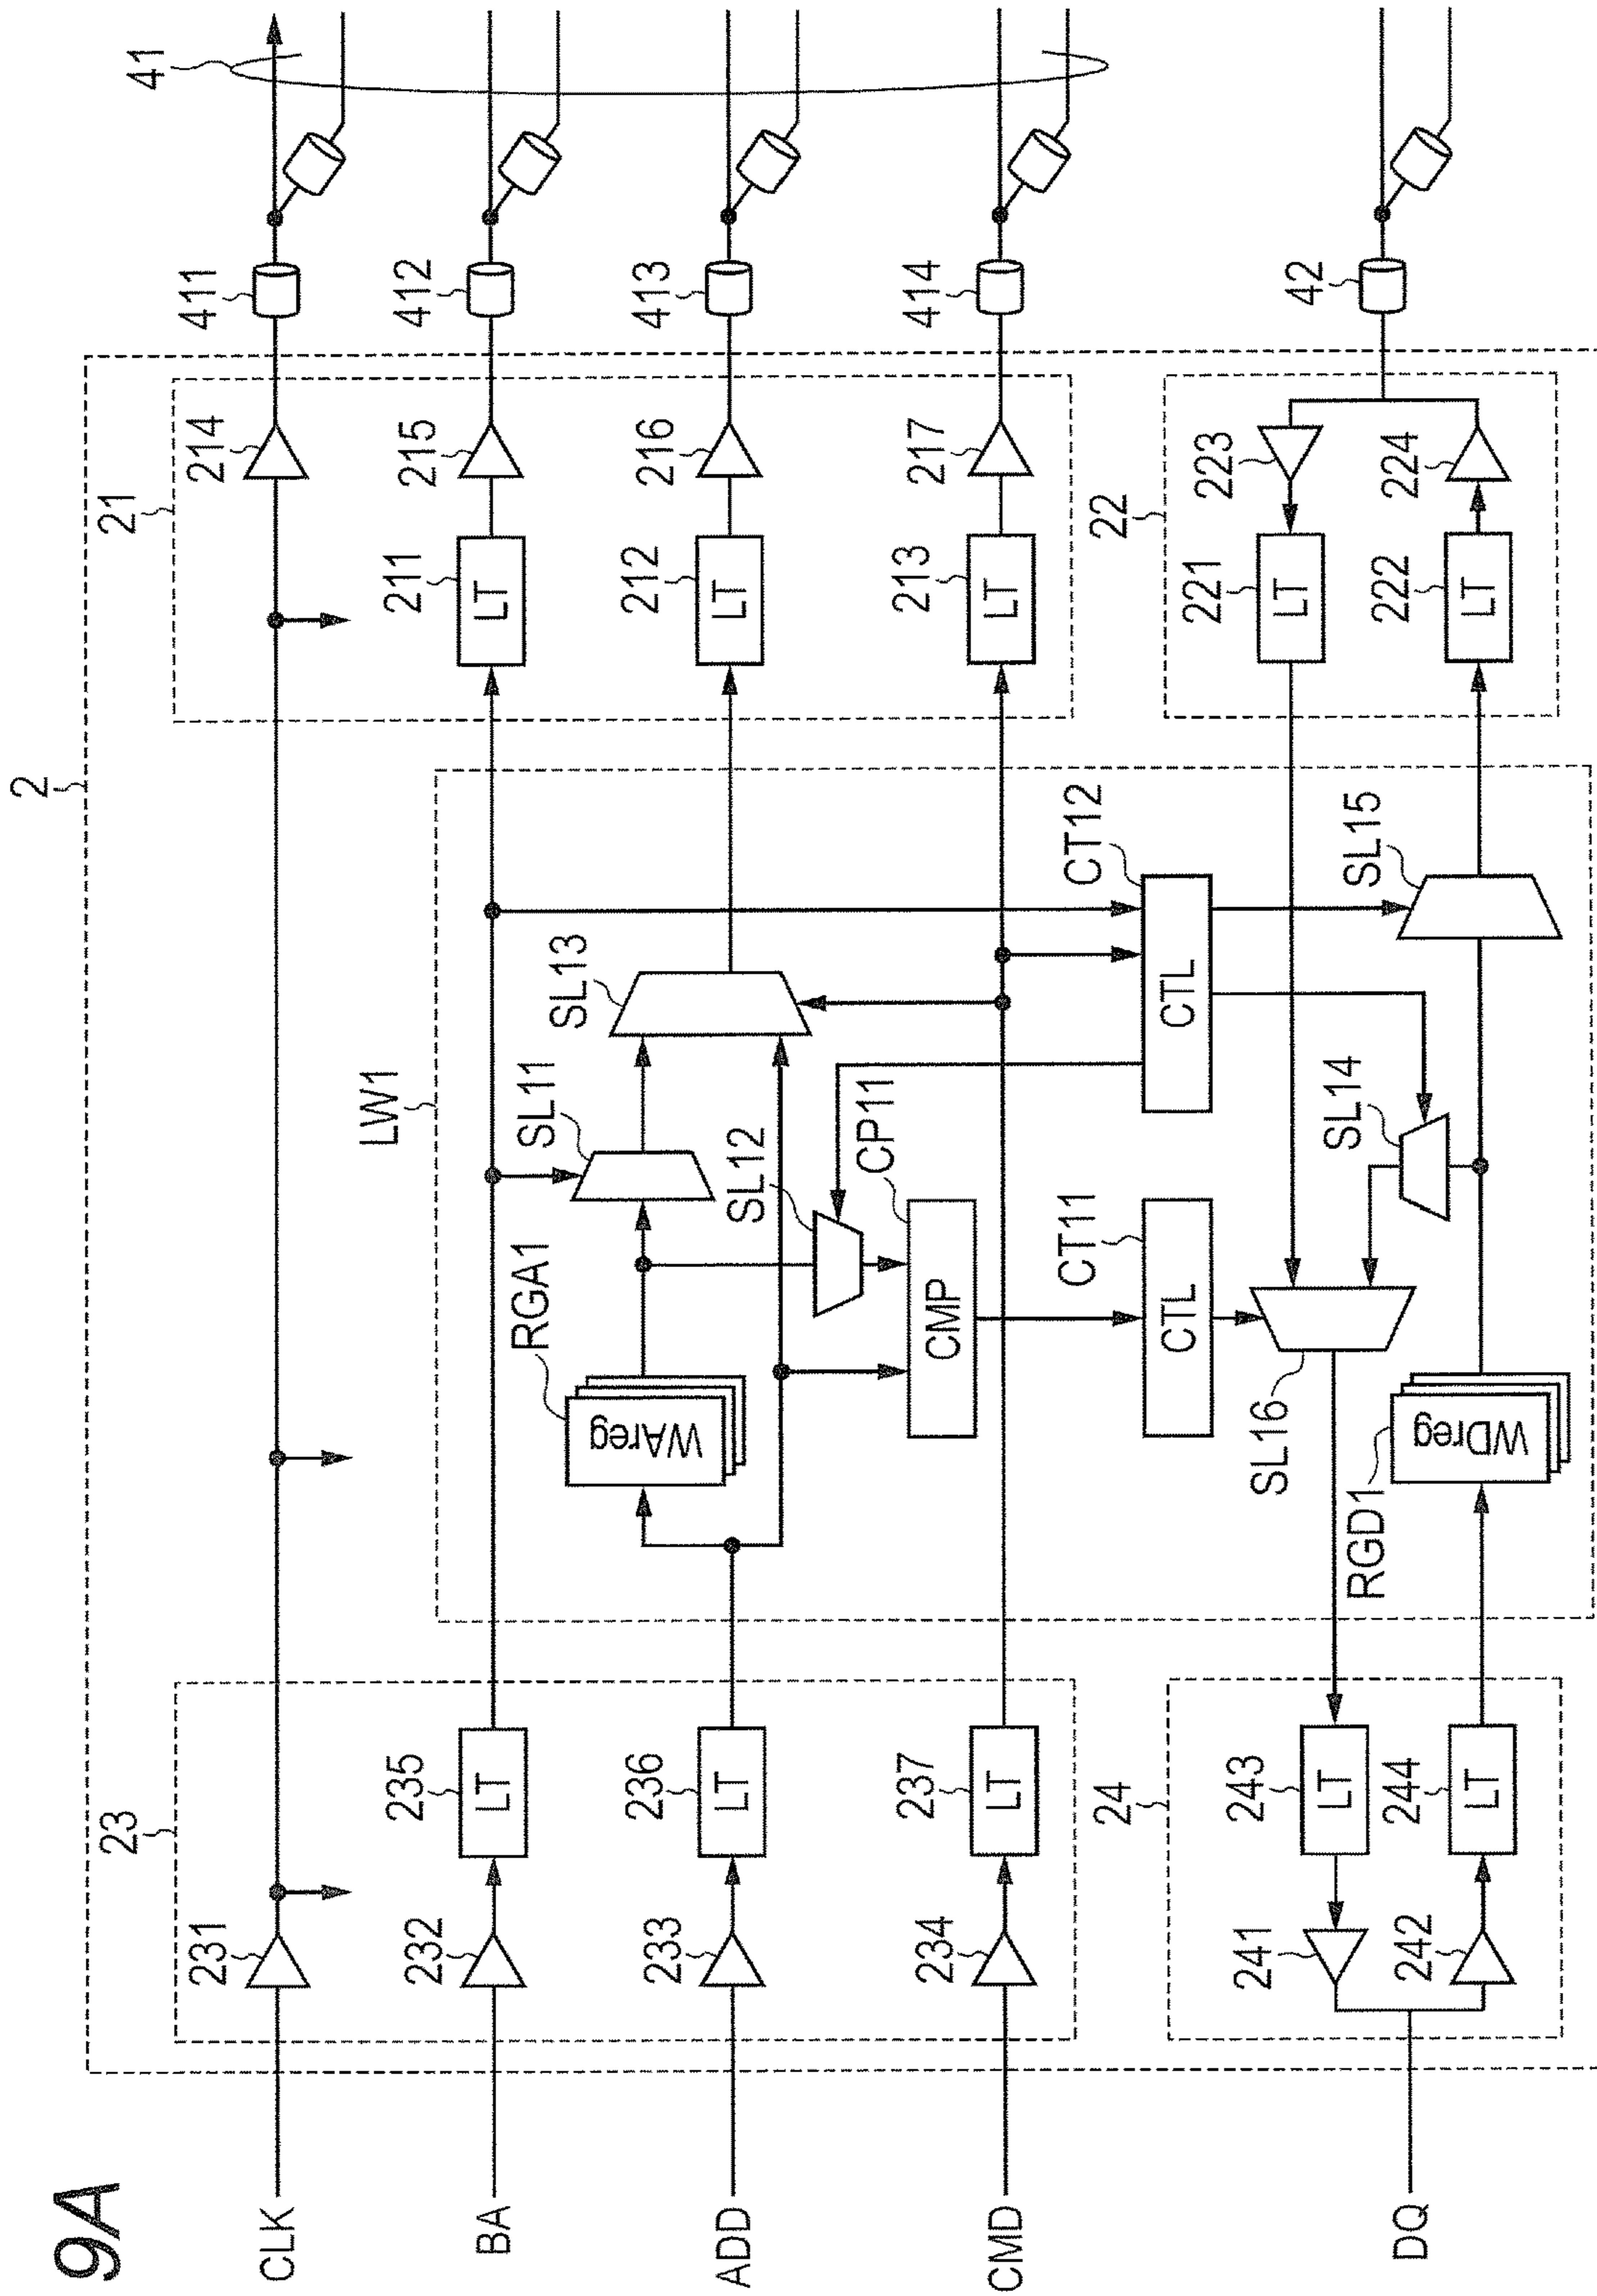 9A
2
41
21
23
214
231
411
CLK
211
215
235
232
412
BA
LW1
SL11
SL13
RGA1
WAreg
212
216
236
233
413
ADD
SL12
CP11
CMP
213
217
237
234
414
CMD
LT
LT
LT
LT
LT
LT
CT11
CTL
CT12
CTL
22
24
221
223
LT
243
241
LT
42
SL14
SL15
SL16
RGD1
WDreg
222
224
LT
244
242
LT
DQ